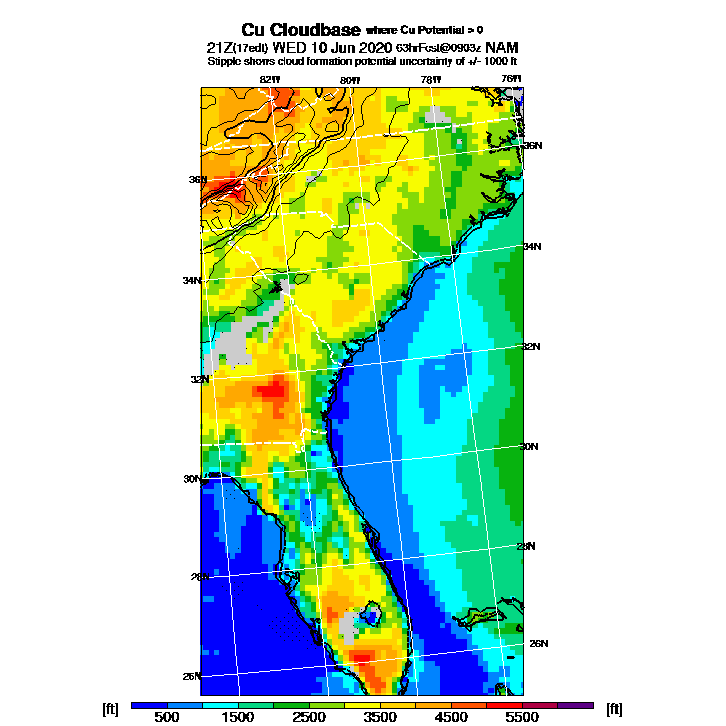 Cu Cloudbase where Cu Potential > 0
21Z(17edt) WED 10 Jun 2020 63hrFcst@0903z NAM
Stipple shows cloud formation potential uncertainty of +/- 1000 ft
82W 80W 78W 76W
36N
36N
34N
34N
32N
32N
30N
30N
28N
28N
26N
26N
[ft] [ft]
500 1500 2500 3500 4500 5500